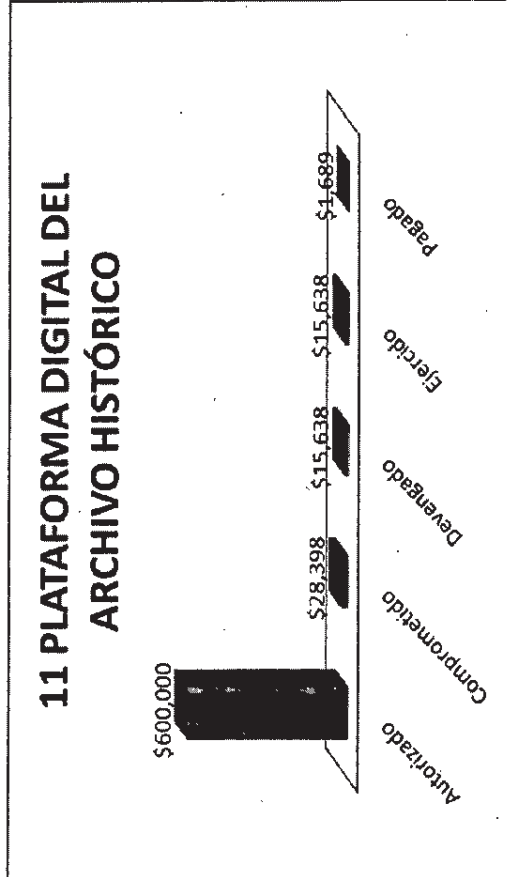 11 PLATAFORMA DIGITAL DEL
ARCHIVO HISTÓRICO
$600,000
$28,398
$15,638
$15,638
$1,689
Autorizado
Comprometido
Devengado
Ejercido
Pagado